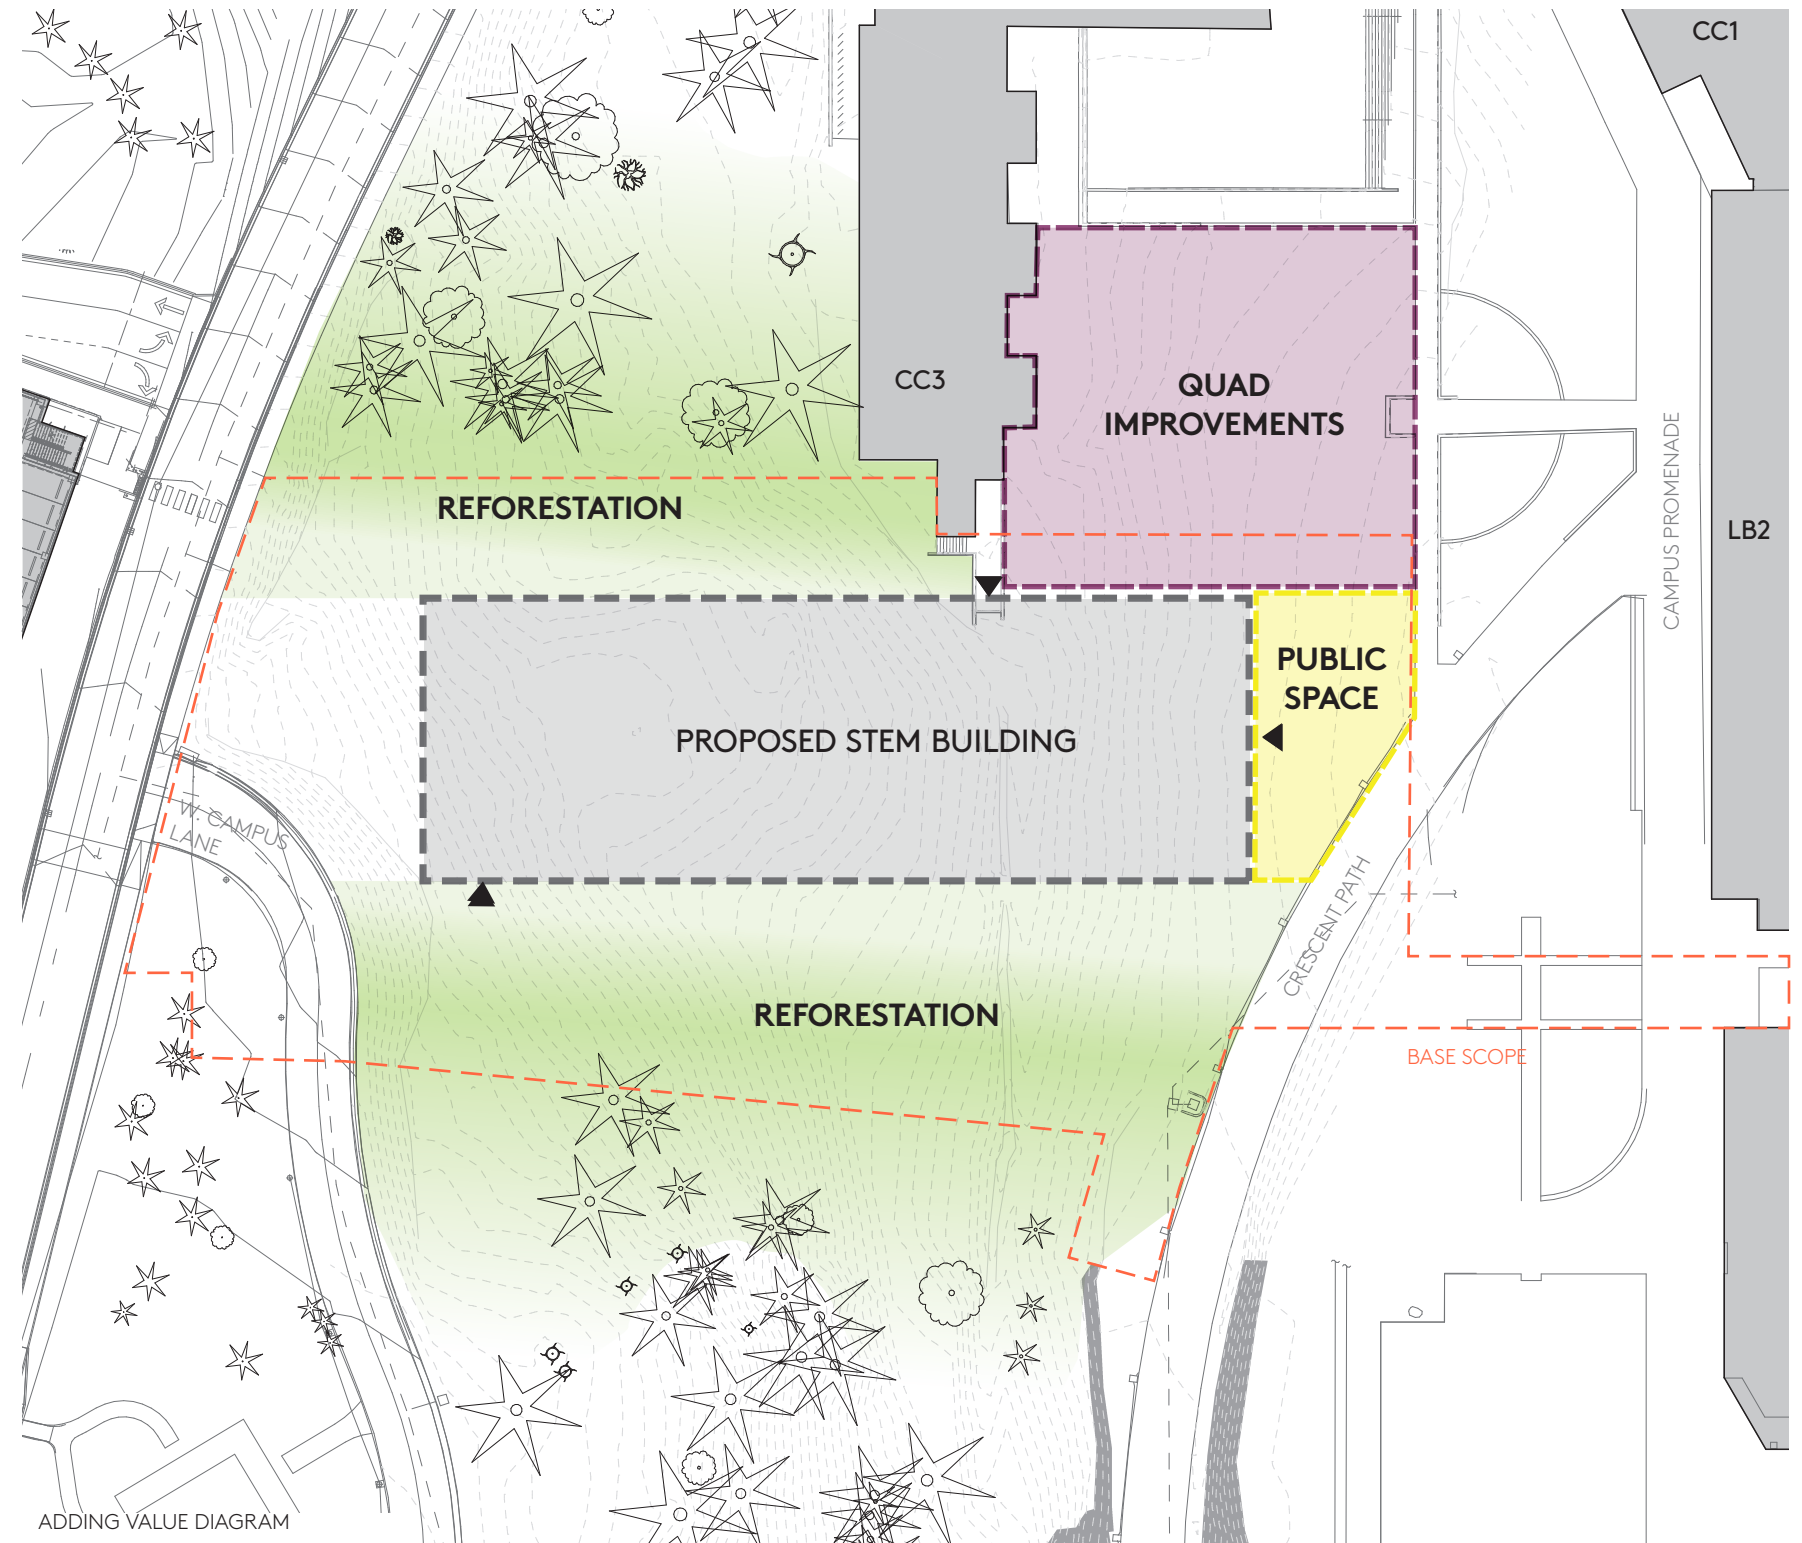 CC1
CC3
QUAD
IMPROVEMENTS
CAMPUS PROMENADE
REFORESTATION
LB2
PUBLIC
SPACE
PROPOSED STEM BUILDING
W. CAMPUS
LANE
CRESCENT PATH
REFORESTATION
BASE SCOPE
ADDING VALUE DIAGRAM